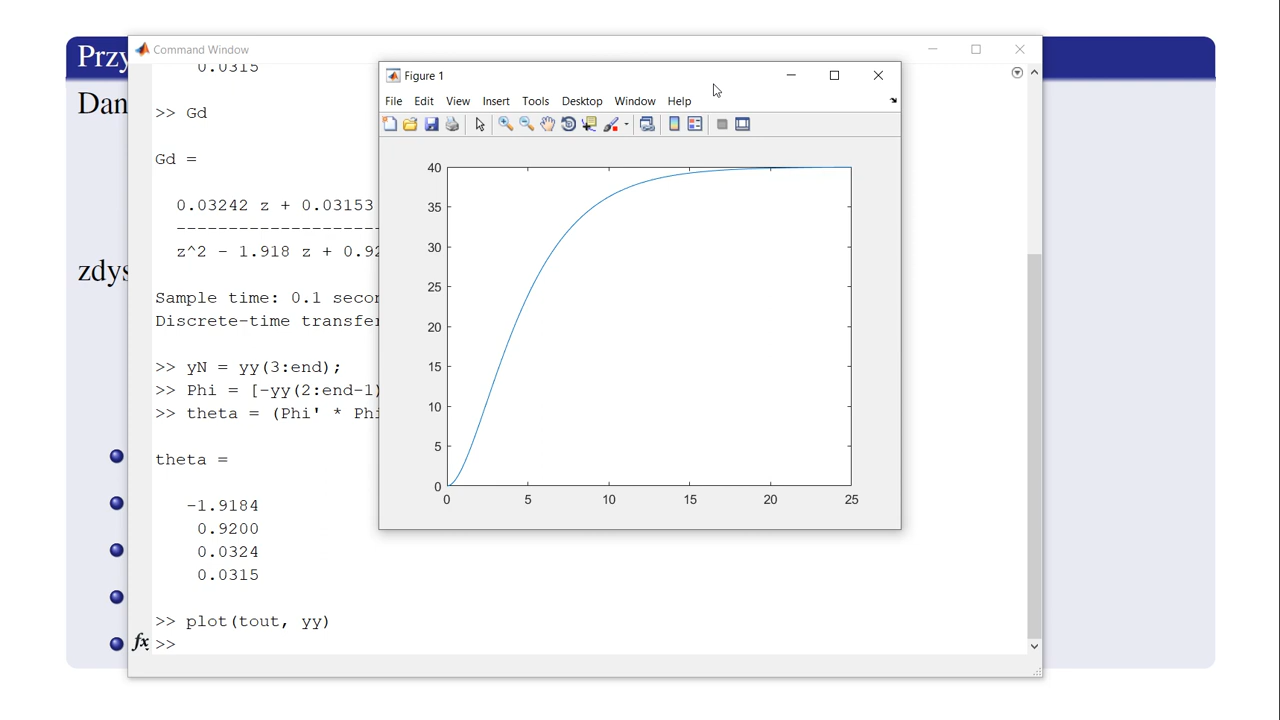 Przy
Dan
zdys
Command Window
0.0315
>> Gd
Gd =
0.03242 z + 0.03153
--------------------
z^2 - 1.918 z + 0.92
Sample time: 0.1 secon
Discrete-time transfer
>> yN = yy(3:end);
>> Phi = [-yy(2:end-1)
>> theta = (Phi' * Phi
theta =
-1.9184
0.9200
0.0324
0.0315
>> plot(tout, yy)
fx >>
Figure 1
File Edit View Insert Tools Desktop Window Help
40
35
30
25
20
15
10
5
0
0 5 10 15 20 25